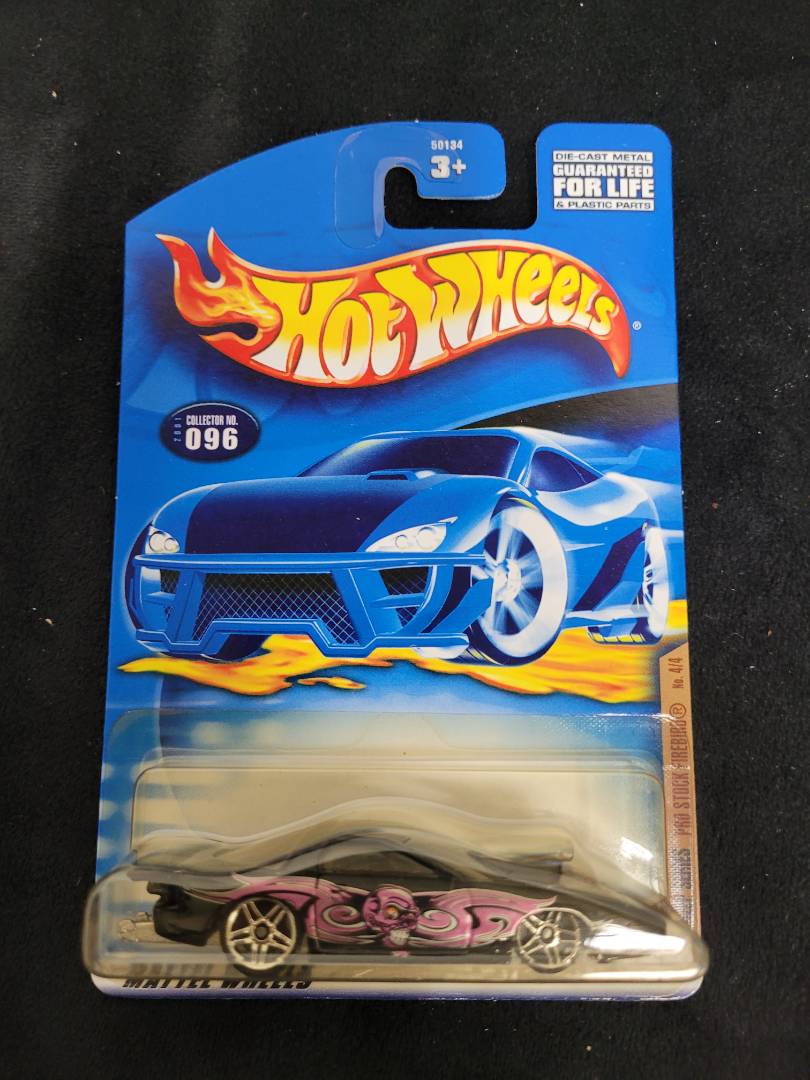 50134
3+
DIE-CAST METAL
GUARANTEED
FOR LIFE
& PLASTIC PARTS
HOT WHEELS®
2001
COLLECTOR NO.
096
SERIES PRO STOCK FIREBIRD® No. 4/4
MATTEL WHEELS